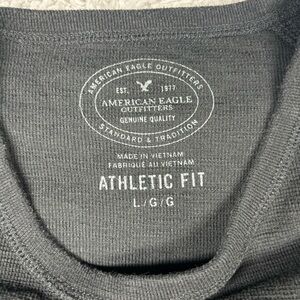 AMERICAN EAGLE OUTFITTERS
EST. 1977
AMERICAN EAGLE
OUTFITTERS
GENUINE QUALITY
STANDARD & TRADITION
MADE IN VIETNAM
FABRIQUÉ AU VIETNAM
ATHLETIC FIT
L/G/G